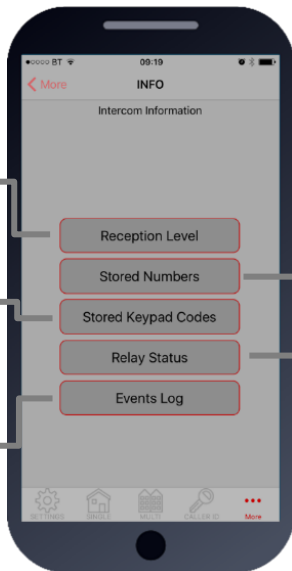 ●○○○○ BT 09:19
< More INFO
Intercom Information
Reception Level
Stored Numbers
Stored Keypad Codes
Relay Status
Events Log
SETTINGS SINGLE MULTI CALLER ID More